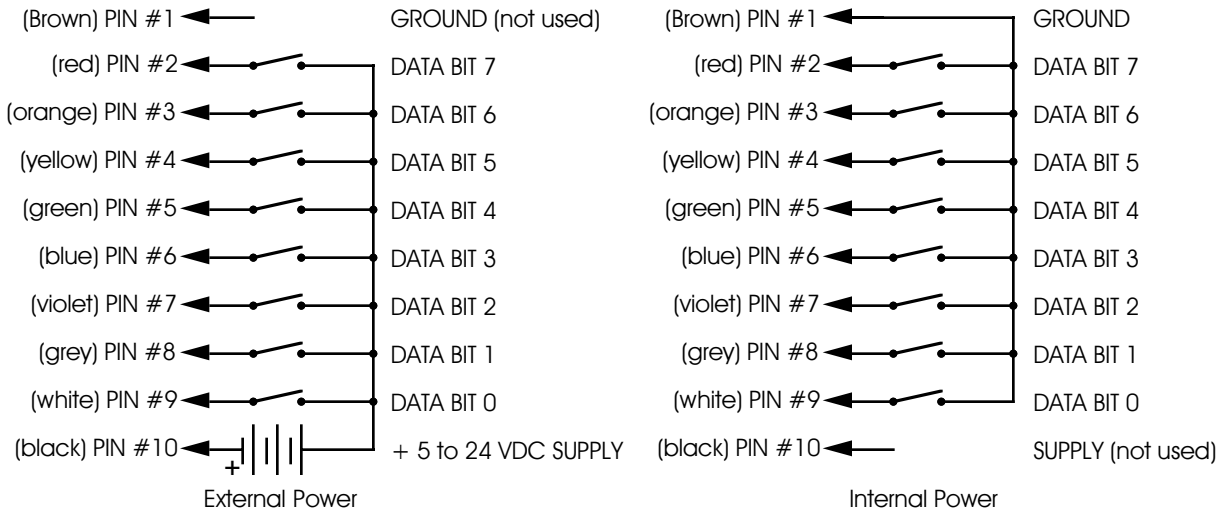 (Brown) PIN #1 GROUND (not used)
(red) PIN #2 DATA BIT 7
(orange) PIN #3 DATA BIT 6
(yellow) PIN #4 DATA BIT 5
(green) PIN #5 DATA BIT 4
(blue) PIN #6 DATA BIT 3
(violet) PIN #7 DATA BIT 2
(grey) PIN #8 DATA BIT 1
(white) PIN #9 DATA BIT 0
(black) PIN #10 + + 5 to 24 VDC SUPPLY
External Power
(Brown) PIN #1 GROUND
(red) PIN #2 DATA BIT 7
(orange) PIN #3 DATA BIT 6
(yellow) PIN #4 DATA BIT 5
(green) PIN #5 DATA BIT 4
(blue) PIN #6 DATA BIT 3
(violet) PIN #7 DATA BIT 2
(grey) PIN #8 DATA BIT 1
(white) PIN #9 DATA BIT 0
(black) PIN #10 SUPPLY (not used)
Internal Power